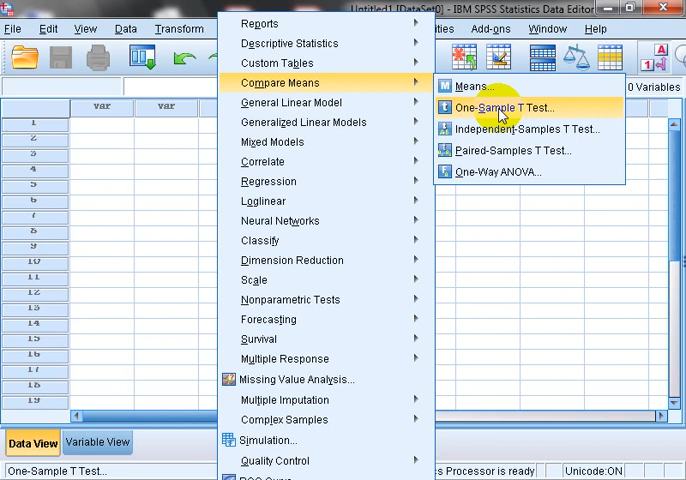 Untitled1 [DataSet0] - IBM SPSS Statistics Data Editor
File Edit View Data Transform Add-ons Window Help
0 Variables
var var
1
2
3
4
5
6
7
8
9
10
11
12
13
14
15
16
17
18
19
Reports
Descriptive Statistics
Custom Tables
Compare Means
General Linear Model
Generalized Linear Models
Mixed Models
Correlate
Regression
Loglinear
Neural Networks
Classify
Dimension Reduction
Scale
Nonparametric Tests
Forecasting
Survival
Multiple Response
Missing Value Analysis...
Multiple Imputation
Complex Samples
Simulation...
Quality Control
Means...
One-Sample T Test...
Independent-Samples T Test...
Paired-Samples T Test...
One-Way ANOVA...
Data View Variable View
One-Sample T Test...
Processor is ready
Unicode:ON